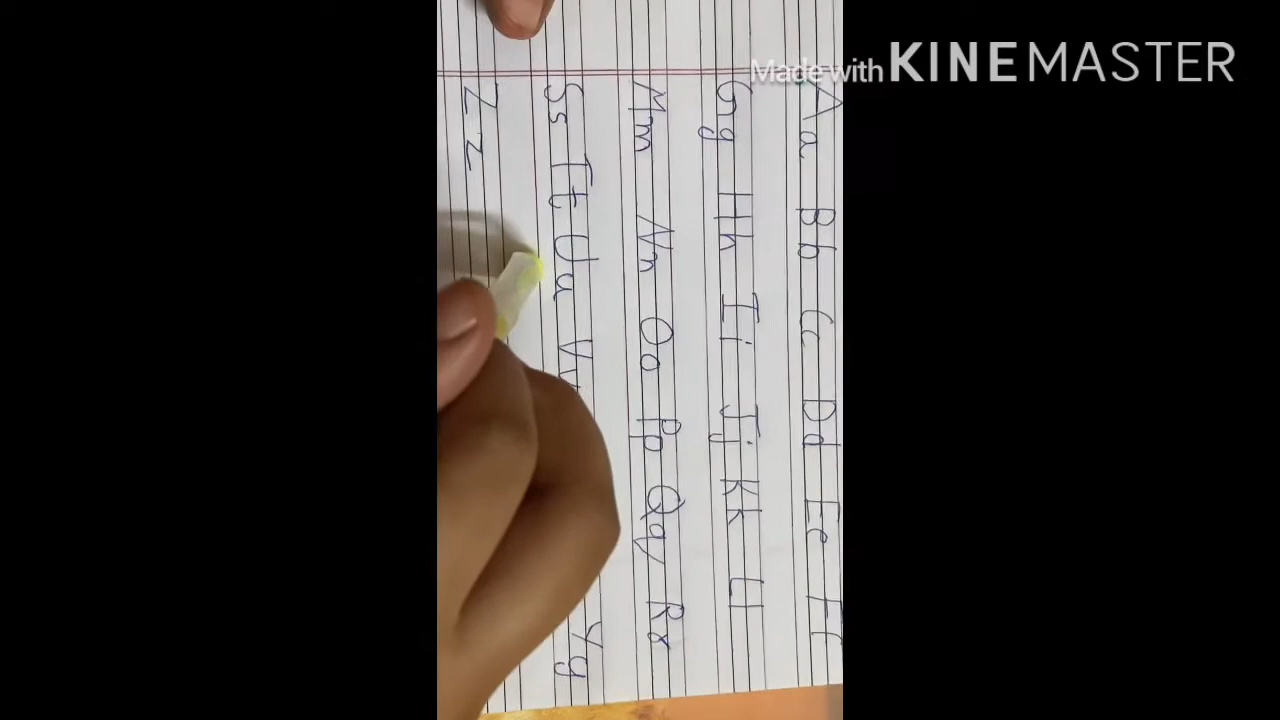 Made with KINEMASTER
Aa Bb Cc Dd Ee Ff
Gg Hh Ii Jj Kk Ll
Mm Nn Oo Pp Qq Rr
Ss Tt Uu Vv Yy
Zz